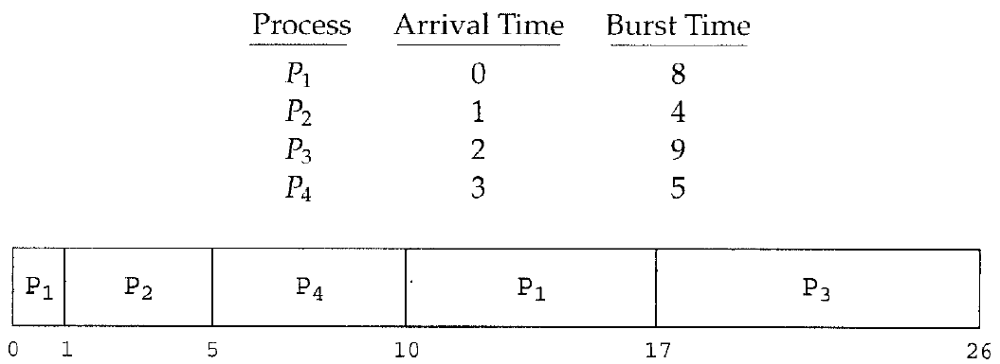 Process Arrival Time Burst Time
P1 0 8
P2 1 4
P3 2 9
P4 3 5
P1 P2 P4 P1 P3
0 1 5 10 17 26